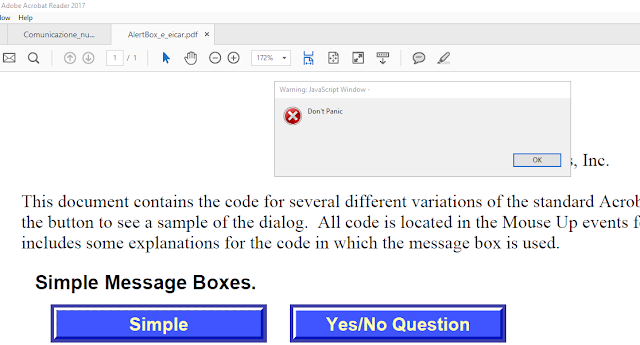 Adobe Acrobat Reader 2017
Help
Comunicazione_nu...
AlertBox_e_eicar.pdf ×
1 / 1
172%
Warning: JavaScript Window -
Don't Panic
OK
, Inc.
This document contains the code for several different variations of the standard
the button to see a sample of the dialog. All code is located in the Mouse Up events
includes some explanations for the code in which the message box is used.
Simple Message Boxes.
Simple
Yes/No Question